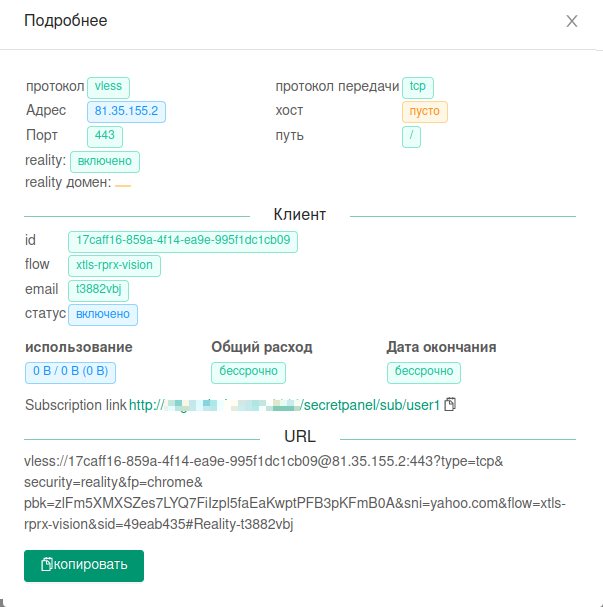 Подробнее
протокол vless протокол передачи tcp
Адрес 81.35.155.2 хост пусто
Порт 443 путь /
reality: включено
reality домен:
Клиент
id 17caff16-859a-4f14-ea9e-995f1dc1cb09
flow xtls-rprx-vision
email t3882vbj
статус включено
использование Общий расход Дата окончания
0 B / 0 B (0 B) бессрочно бессрочно
Subscription link http:// /secretpanel/sub/user1
URL
vless://17caff16-859a-4f14-ea9e-995f1dc1cb09@81.35.155.2:443?type=tcp&
security=reality&fp=chrome&
pbk=zlFm5XMXSZes7LYQ7FiIzpl5faEaKwptPFB3pKFmB0A&sni=yahoo.com&flow=xtls-
rprx-vision&sid=49eab435#Reality-t3882vbj
копировать